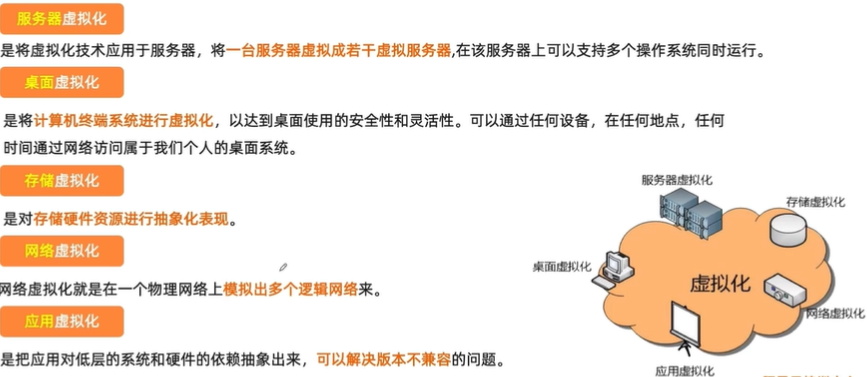 服务器虚拟化
是将虚拟化技术应用于服务器，将一台服务器虚拟成若干虚拟服务器,在该服务器上可以支持多个操作系统同时运行。
桌面虚拟化
是将计算机终端系统进行虚拟化，以达到桌面使用的安全性和灵活性。可以通过任何设备，在任何地点，任何
时间通过网络访问属于我们个人的桌面系统。
存储虚拟化
是对存储硬件资源进行抽象化表现。
网络虚拟化
网络虚拟化就是在一个物理网络上模拟出多个逻辑网络来。
应用虚拟化
是把应用对低层的系统和硬件的依赖抽象出来，可以解决版本不兼容的问题。
服务器虚拟化
存储虚拟化
桌面虚拟化
虚拟化
网络虚拟化
应用虚拟化